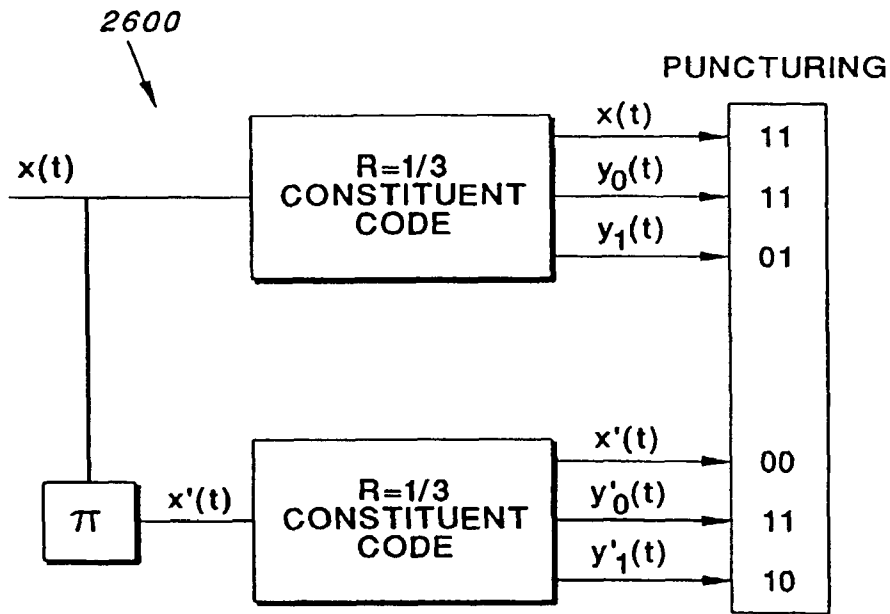 2600
PUNCTURING
x(t)
R=1/3
CONSTITUENT
CODE
x(t)
11
y0(t)
11
y1(t)
01
π
x'(t)
R=1/3
CONSTITUENT
CODE
x'(t)
00
y'0(t)
11
y'1(t)
10